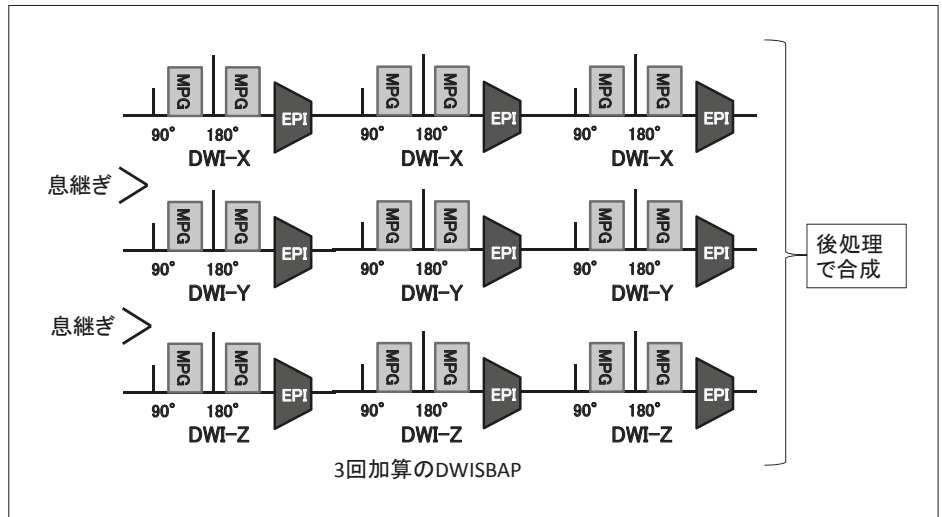 MPG MPG EPI MPG MPG EPI MPG MPG EPI
90° 180° 90° 180° 90° 180°
DWI-X DWI-X DWI-X
息継ぎ
MPG MPG EPI MPG MPG EPI MPG MPG EPI
90° 180° 90° 180° 90° 180°
DWI-Y DWI-Y DWI-Y
後処理
で合成
息継ぎ
MPG MPG EPI MPG MPG EPI MPG MPG EPI
90° 180° 90° 180° 90° 180°
DWI-Z DWI-Z DWI-Z
3回加算のDWISBAP